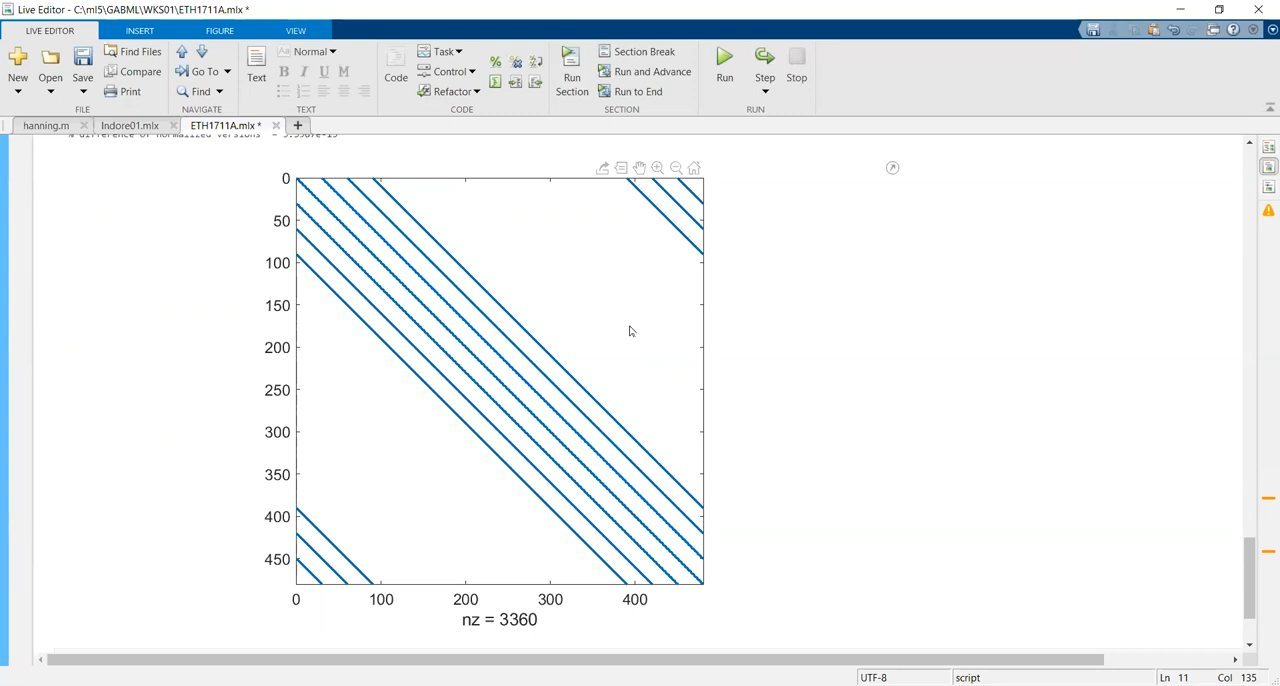 Live Editor - C:\ml5\GABML\WKS01\ETH1711A.mlx *
LIVE EDITOR INSERT FIGURE VIEW
New Open Save Find Files Compare Print
FILE
Go To Find
NAVIGATE
Text Normal B I U M
TEXT
Code Task Control Refactor
CODE
Run Section Section Break Run and Advance Run to End
SECTION
Run Step Stop
RUN
hanning.m Indore01.mlx ETH1711A.mlx * +
0
50
100
150
200
250
300
350
400
450
0 100 200 300 400
nz = 3360
UTF-8 script Ln 11 Col 135